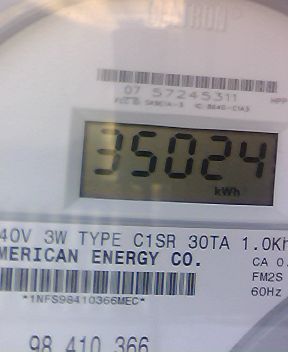 07 57245311
35024
kWh
40V 3W TYPE C1SR 30TA 1.0Kh
MERICAN ENERGY CO.
CA 0.
FM2S
*1NFS98410366MEC*
60Hz
98 410 366